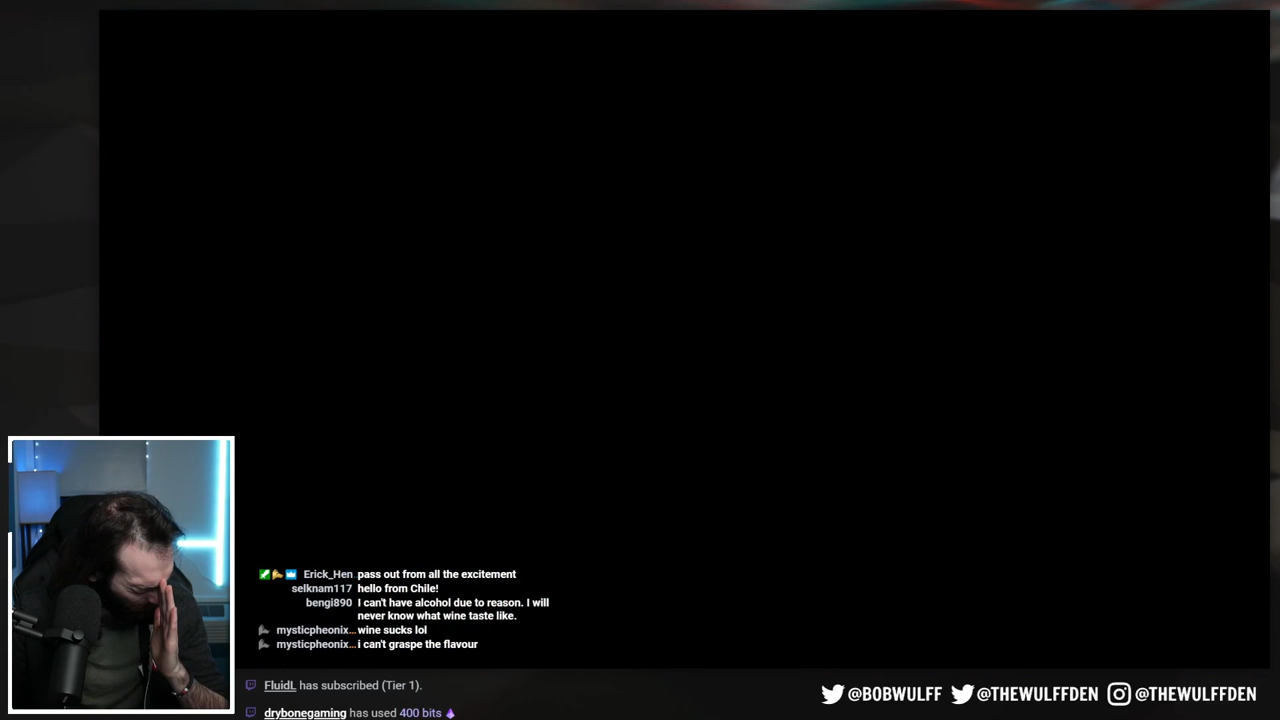 Erick_Hen pass out from all the excitement
selknam117 hello from Chile!
bengi890 I can't have alcohol due to reason. I will
never know what wine taste like.
mysticpheonix... wine sucks lol
mysticpheonix... i can't graspe the flavour
FluidL has subscribed (Tier 1).
drybonegaming has used 400 bits
@BOBWULFF @THEWULFFDEN @THEWULFFDEN